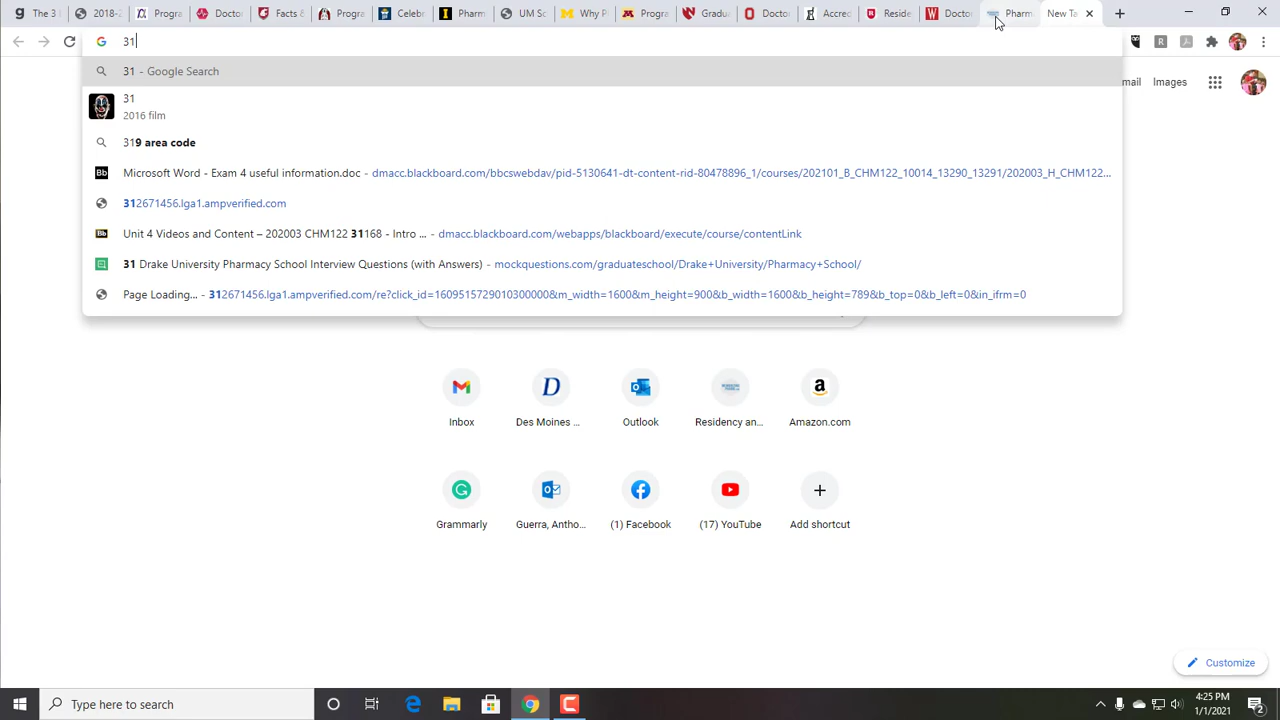 The 3 2018- Progra Doctor Facts Progra Celebr Pharm UM Sc Why P Progra Gradu Docto Accred Reside Docto Pharm New Ta
31
31 - Google Search
mail Images
31
2016 film
319 area code
Microsoft Word - Exam 4 useful information.doc - dmacc.blackboard.com/bbcswebdav/pid-5130641-dt-content-rid-80478896_1/courses/202101_B_CHM122_10014_13290_13291/202003_H_CHM122...
312671456.lga1.ampverified.com
Unit 4 Videos and Content – 202003 CHM122 31168 - Intro ... - dmacc.blackboard.com/webapps/blackboard/execute/course/contentLink
31 Drake University Pharmacy School Interview Questions (with Answers) - mockquestions.com/graduateschool/Drake+University/Pharmacy+School/
Page Loading... - 312671456.lga1.ampverified.com/re?click_id=1609515729010300000&m_width=1600&m_height=900&b_width=1600&b_height=789&b_top=0&b_left=0&in_ifrm=0
Inbox Des Moines ... Outlook Residency an... Amazon.com
Grammarly Guerra, Antho... (1) Facebook (17) YouTube Add shortcut
Customize
Type here to search
4:25 PM
1/1/2021